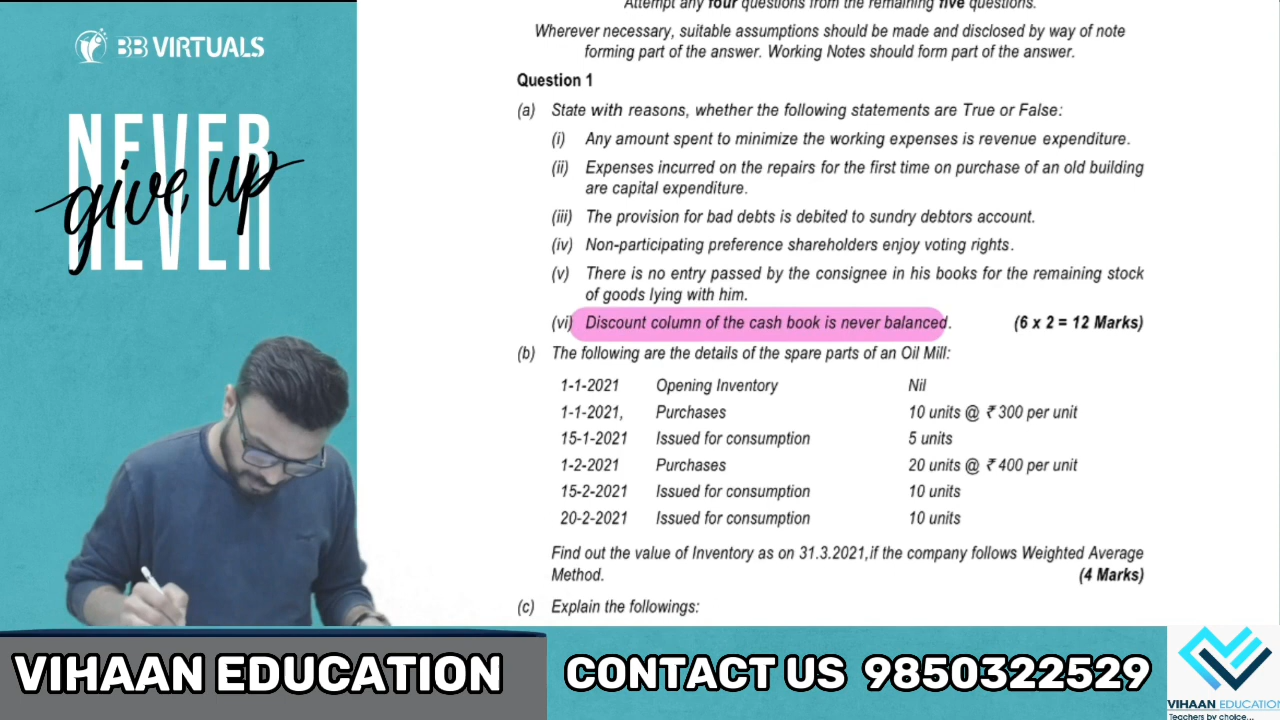 BB VIRTUALS
NEVER
give up
NEVER
Attempt any four questions from the remaining five questions.
Wherever necessary, suitable assumptions should be made and disclosed by way of note
forming part of the answer. Working Notes should form part of the answer.
Question 1
(a) State with reasons, whether the following statements are True or False:
(i) Any amount spent to minimize the working expenses is revenue expenditure.
(ii) Expenses incurred on the repairs for the first time on purchase of an old building
are capital expenditure.
(iii) The provision for bad debts is debited to sundry debtors account.
(iv) Non-participating preference shareholders enjoy voting rights.
(v) There is no entry passed by the consignee in his books for the remaining stock
of goods lying with him.
(vi) Discount column of the cash book is never balanced. (6 x 2 = 12 Marks)
(b) The following are the details of the spare parts of an Oil Mill:
1-1-2021 Opening Inventory Nil
1-1-2021, Purchases 10 units @ ₹ 300 per unit
15-1-2021 Issued for consumption 5 units
1-2-2021 Purchases 20 units @ ₹ 400 per unit
15-2-2021 Issued for consumption 10 units
20-2-2021 Issued for consumption 10 units
Find out the value of Inventory as on 31.3.2021,if the company follows Weighted Average
Method. (4 Marks)
(c) Explain the followings:
VIHAAN EDUCATION
CONTACT US 9850322529
VIHAAN EDUCATION
Teachers by choice...